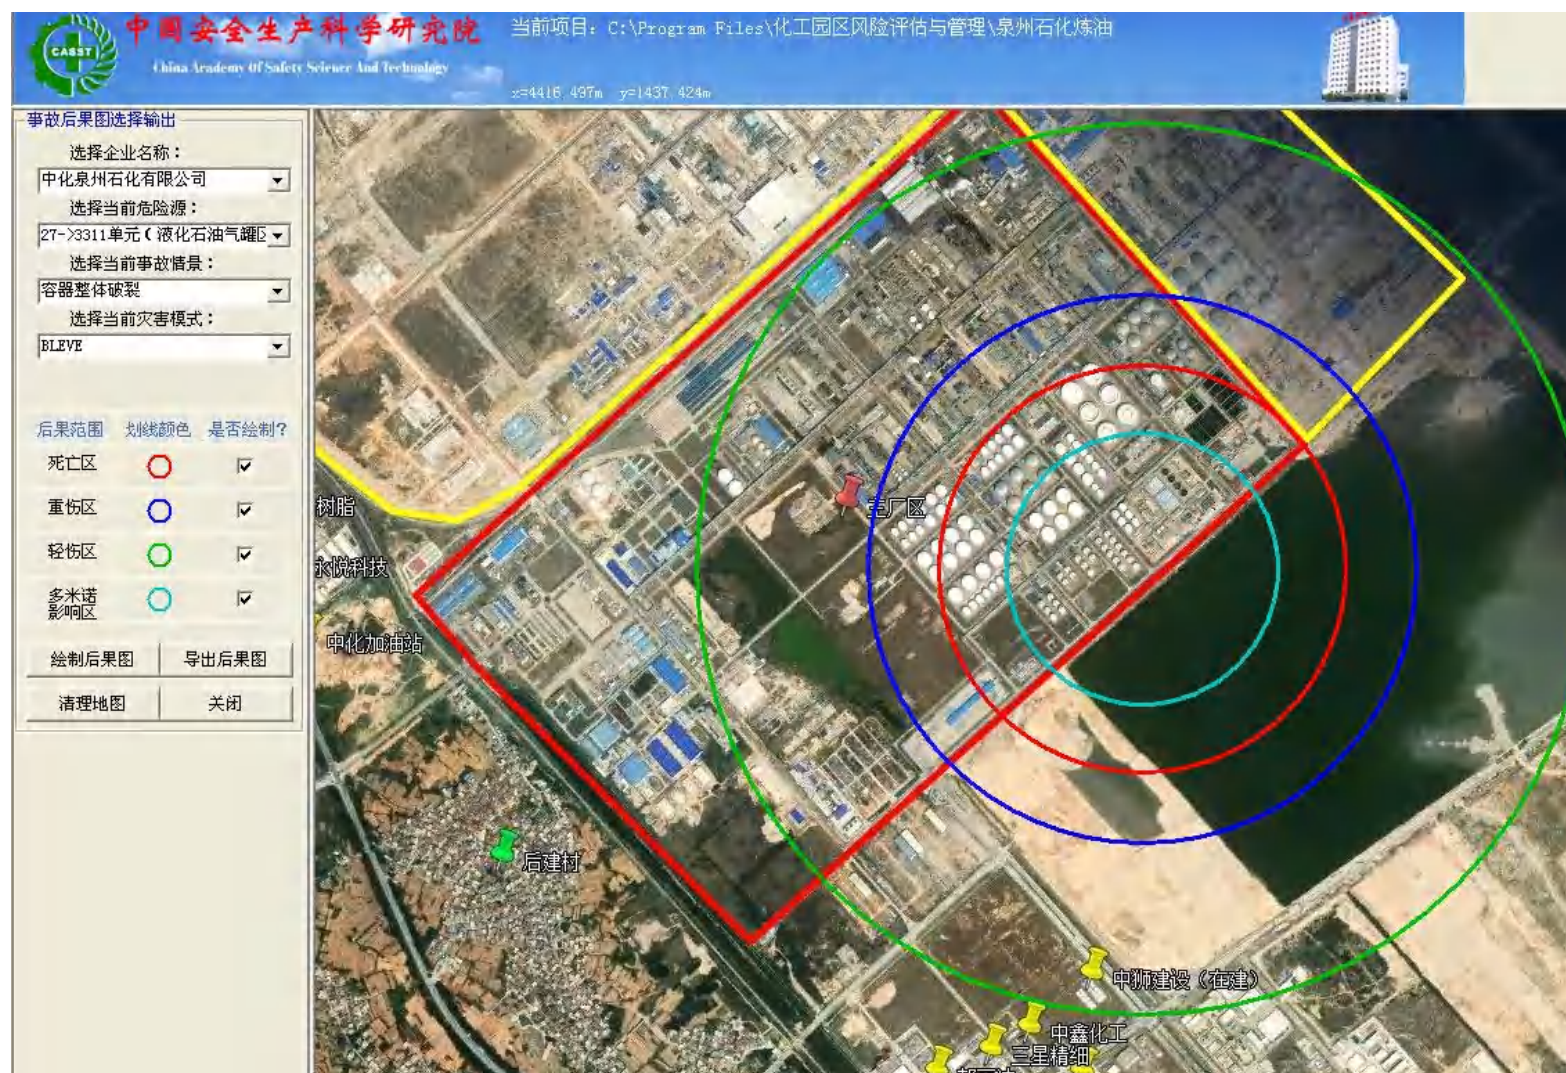 CASST
中国安全生产科学研究院
China Academy Of Safety Science And Technology
当前项目: C:\Program Files\化工园区风险评估与管理\泉州石化炼油
x=4416.497m y=1437.424m
事故后果图选择输出
选择企业名称:
中化泉州石化有限公司
选择当前危险源:
27->3311单元(液化石油气罐区
选择当前事故情景:
容器整体破裂
选择当前灾害模式:
BLEVE
后果范围 划线颜色 是否绘制?
死亡区
重伤区
轻伤区
多米诺
影响区
绘制后果图 导出后果图
清理地图 关闭
树脂
永悦科技
中化加油站
主厂区
后建村
中狮建设(在建)
中鑫化工
三星精细